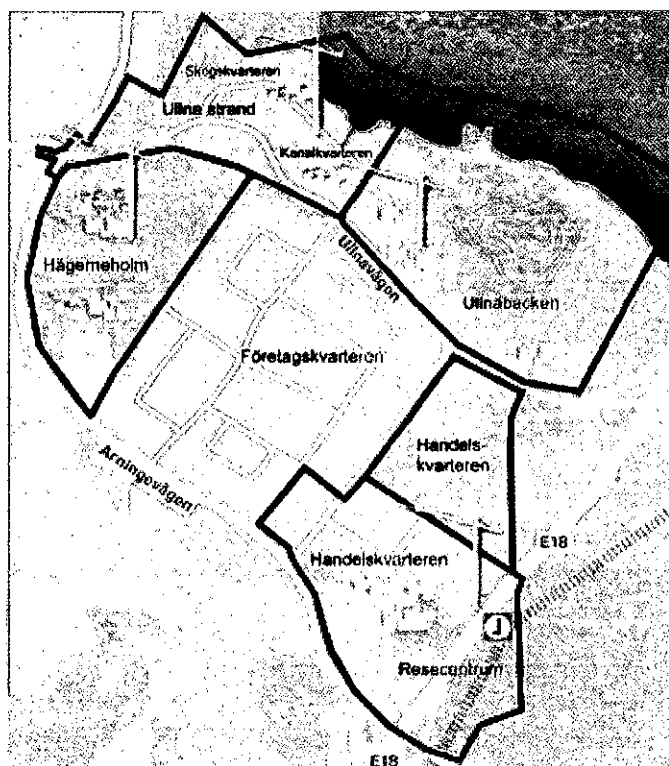 Skogskvarteren
Ullna strand
Kanalkvarteren
Hägerneholm
Ullnavägen
Ullnabacken
Företagskvarteren
Handels-
kvarteren
Arningevägen
Handelskvarteren
E18
J
Resecentrum
E18